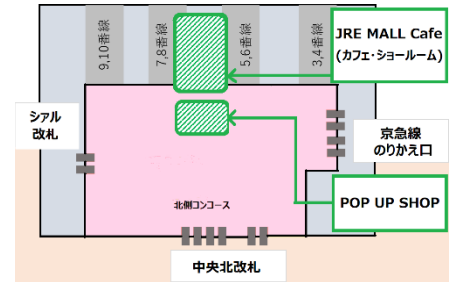 9,10番線
7,8番線
5,6番線
3,4番線
JRE MALL Cafe
(カフェ・ショールーム)
シアル
改札
京急線
のりかえ口
POP UP SHOP
北側コンコース
中央北改札